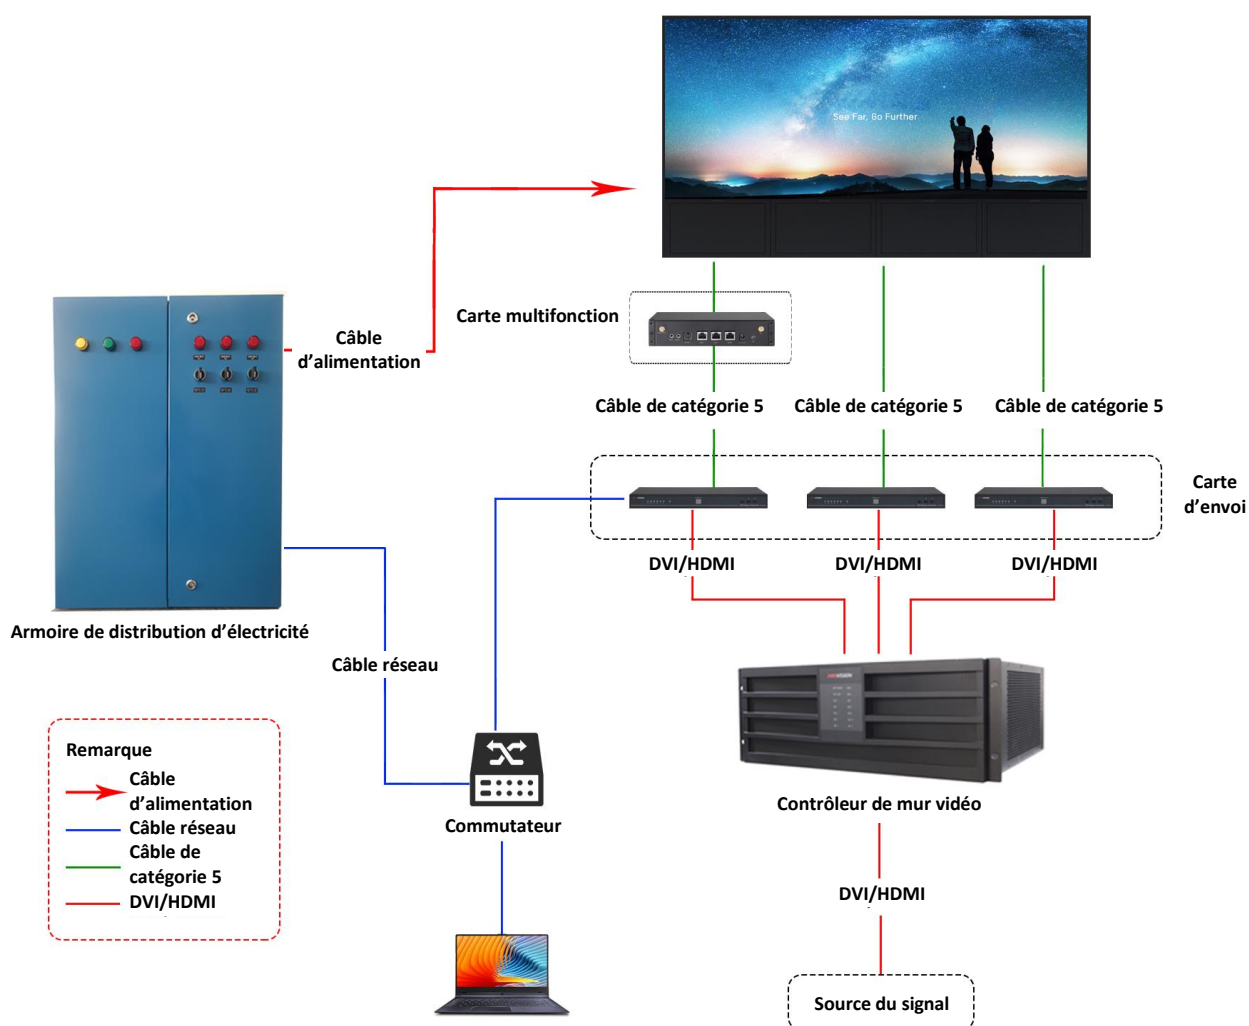 See Far, Go Further
Carte multifonction
Câble
d’alimentation
Câble de catégorie 5
Câble de catégorie 5
Câble de catégorie 5
Carte
d’envoi
DVI/HDMI
DVI/HDMI
DVI/HDMI
Armoire de distribution d’électricité
Câble réseau
HIKVISION
Remarque
Câble
d’alimentation
Câble réseau
Câble de
catégorie 5
DVI/HDMI
Commutateur
Contrôleur de mur vidéo
DVI/HDMI
Source du signal